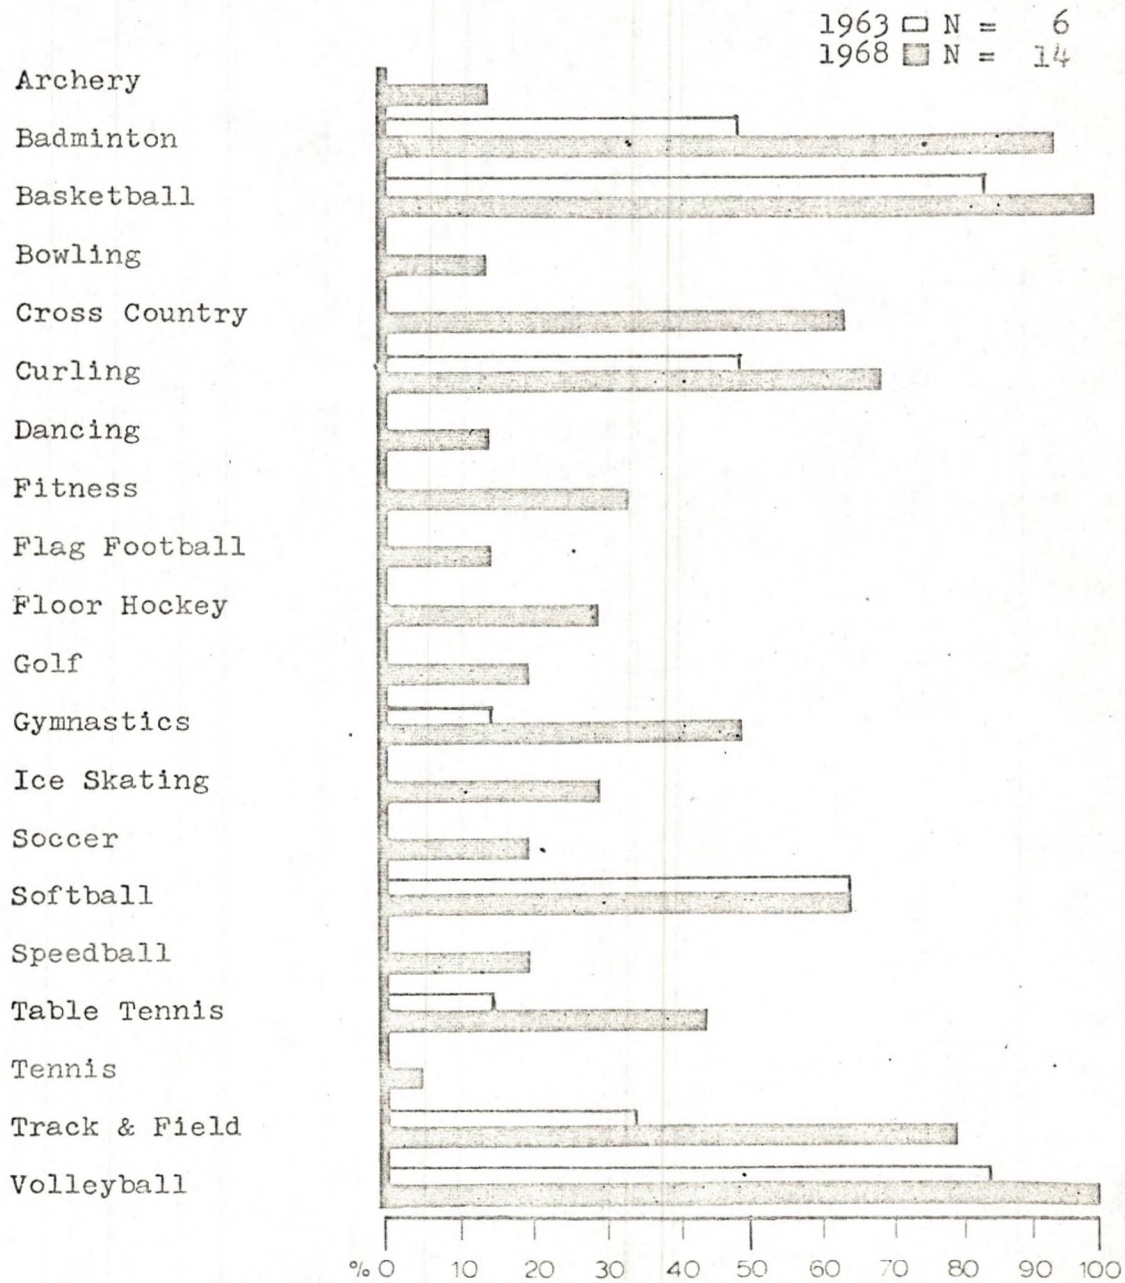 1963 N = 6
1968 N = 14
Archery
Badminton
Basketball
Bowling
Cross Country
Curling
Dancing
Fitness
Flag Football
Floor Hockey
Golf
Gymnastics
Ice Skating
Soccer
Softball
Speedball
Table Tennis
Tennis
Track & Field
Volleyball
% 0 10 20 30 40 50 60 70 80 90 100